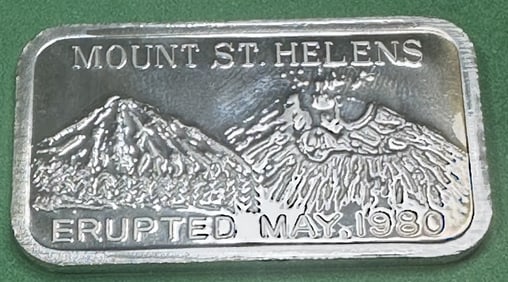 MOUNT ST. HELENS
ERUPTED MAY, 1980